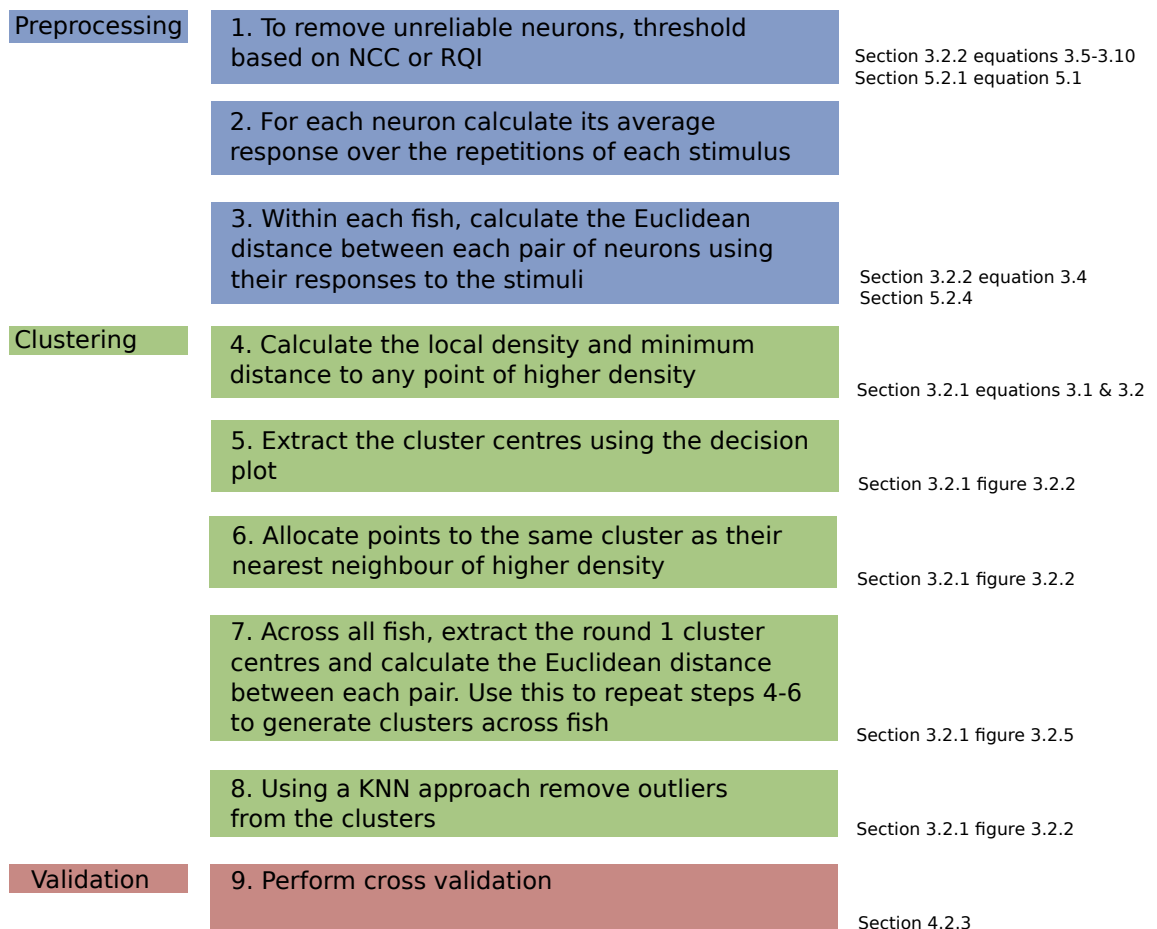 Preprocessing
1. To remove unreliable neurons, threshold
based on NCC or RQI
Section 3.2.2 equations 3.5-3.10
Section 5.2.1 equation 5.1
2. For each neuron calculate its average
response over the repetitions of each stimulus
3. Within each fish, calculate the Euclidean
distance between each pair of neurons using
their responses to the stimuli
Section 3.2.2 equation 3.4
Section 5.2.4
Clustering
4. Calculate the local density and minimum
distance to any point of higher density
Section 3.2.1 equations 3.1 & 3.2
5. Extract the cluster centres using the decision
plot
Section 3.2.1 figure 3.2.2
6. Allocate points to the same cluster as their
nearest neighbour of higher density
Section 3.2.1 figure 3.2.2
7. Across all fish, extract the round 1 cluster
centres and calculate the Euclidean distance
between each pair. Use this to repeat steps 4-6
to generate clusters across fish
Section 3.2.1 figure 3.2.5
8. Using a KNN approach remove outliers
from the clusters
Section 3.2.1 figure 3.2.2
Validation
9. Perform cross validation
Section 4.2.3